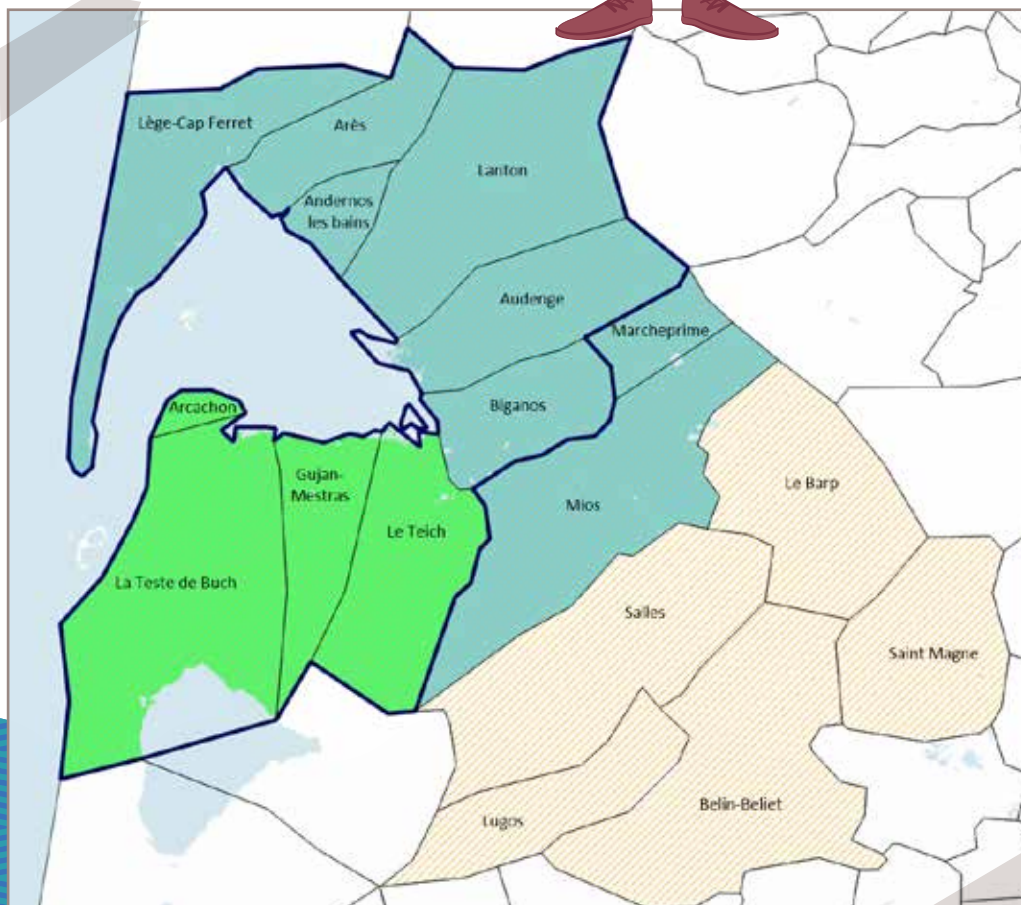 Lège-Cap Ferret
Arès
Lanton
Andernos
les bains
Audenge
Marcheprime
Biganos
Arcachon
Gujan-
Mestras
Le Teich
Mios
Le Barp
La Teste de Buch
Salles
Saint Magne
Belin-Beliet
Lugos